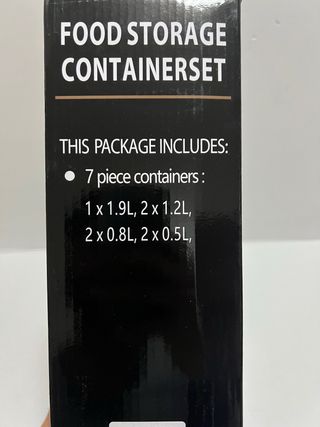 FOOD STORAGE
CONTAINERSET
THIS PACKAGE INCLUDES:
● 7 piece containers :
1 x 1.9L, 2 x 1.2L,
2 x 0.8L, 2 x 0.5L,